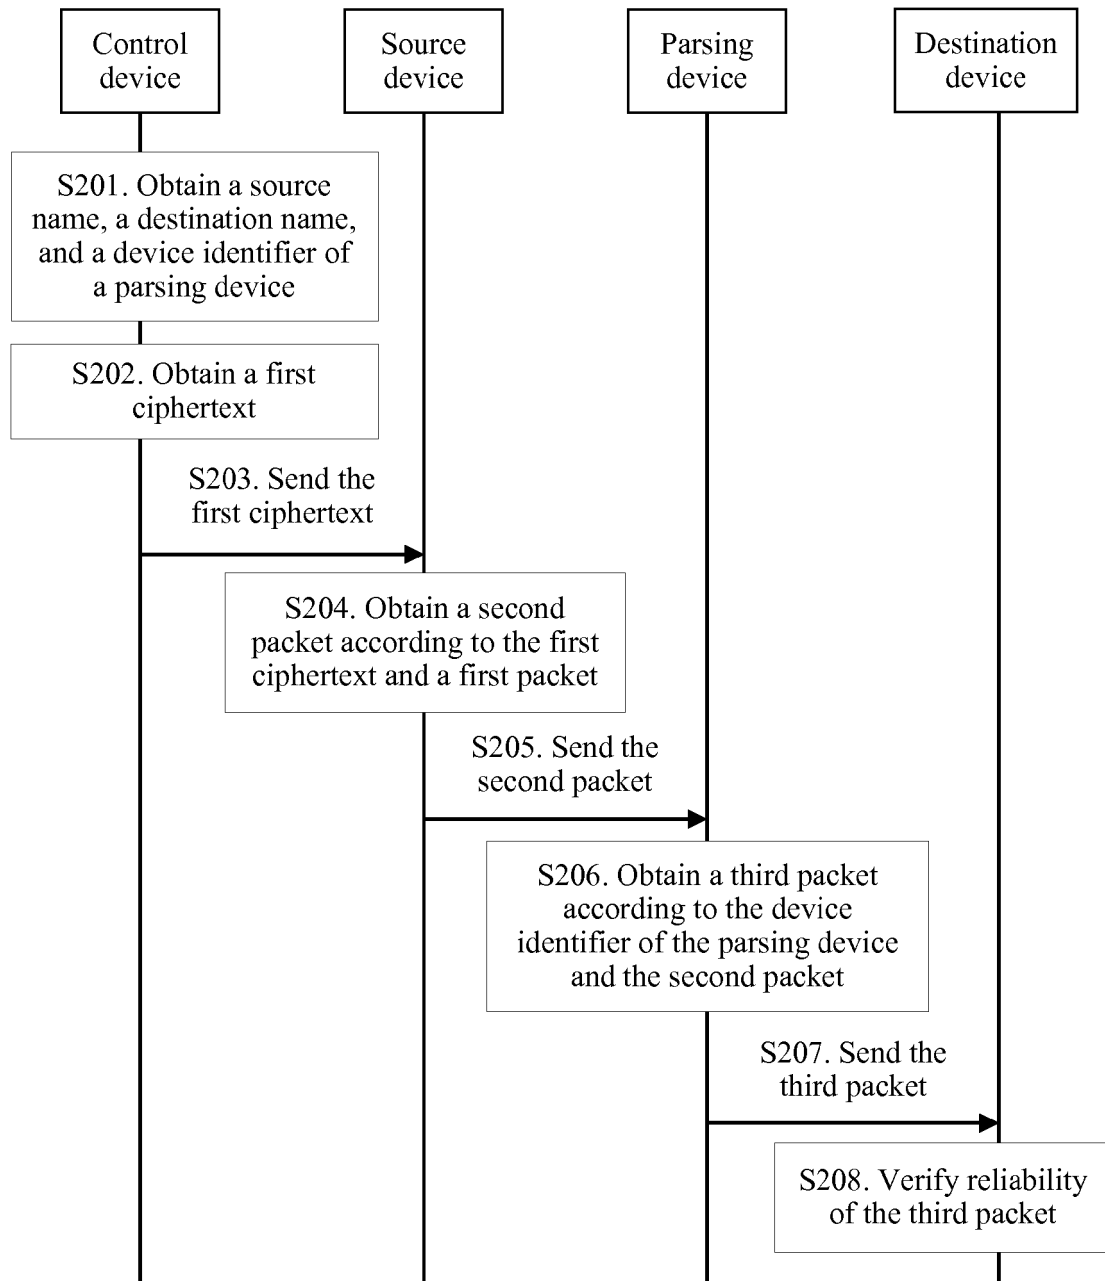 Control
device
Source
device
Parsing
device
Destination
device
S201. Obtain a source
name, a destination name,
and a device identifier of
a parsing device
S202. Obtain a first
ciphertext
S203. Send the
first ciphertext
S204. Obtain a second
packet according to the first
ciphertext and a first packet
S205. Send the
second packet
S206. Obtain a third packet
according to the device
identifier of the parsing device
and the second packet
S207. Send the
third packet
S208. Verify reliability
of the third packet